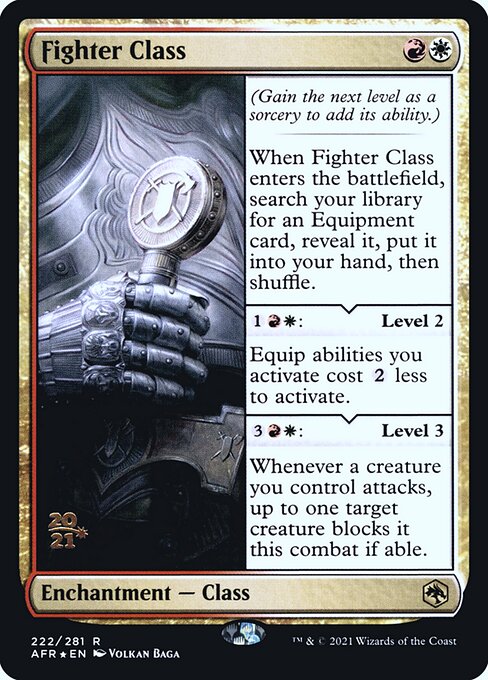 Fighter Class
(Gain the next level as a
sorcery to add its ability.)
When Fighter Class
enters the battlefield,
search your library
for an Equipment
card, reveal it, put it
into your hand, then
shuffle.
1 : Level 2
Equip abilities you
activate cost 2 less
to activate.
3 : Level 3
Whenever a creature
you control attacks,
up to one target
creature blocks it
this combat if able.
20
21
Enchantment — Class
222/281 R
AFR★EN Volkan Baga
™ & © 2021 Wizards of the Coast